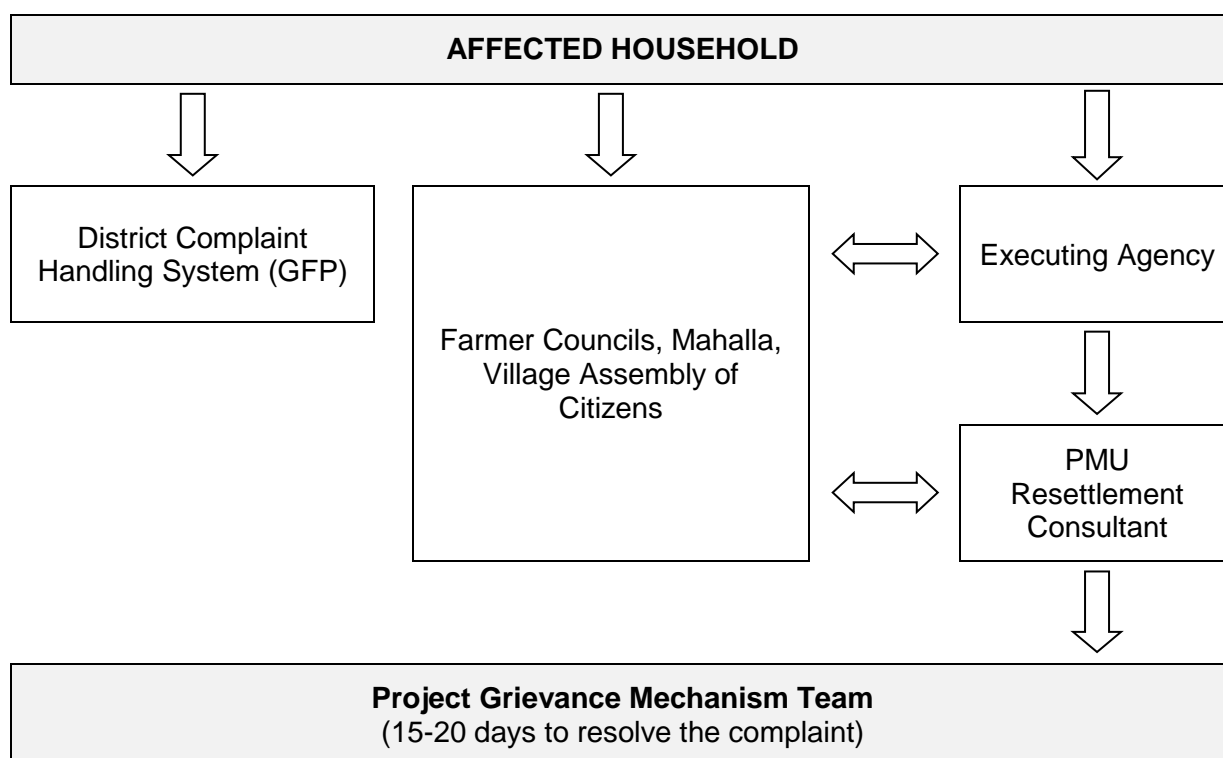 AFFECTED HOUSEHOLD
District Complaint
Handling System (GFP)
Farmer Councils, Mahalla,
Village Assembly of
Citizens
Executing Agency
PMU
Resettlement
Consultant
Project Grievance Mechanism Team
(15-20 days to resolve the complaint)